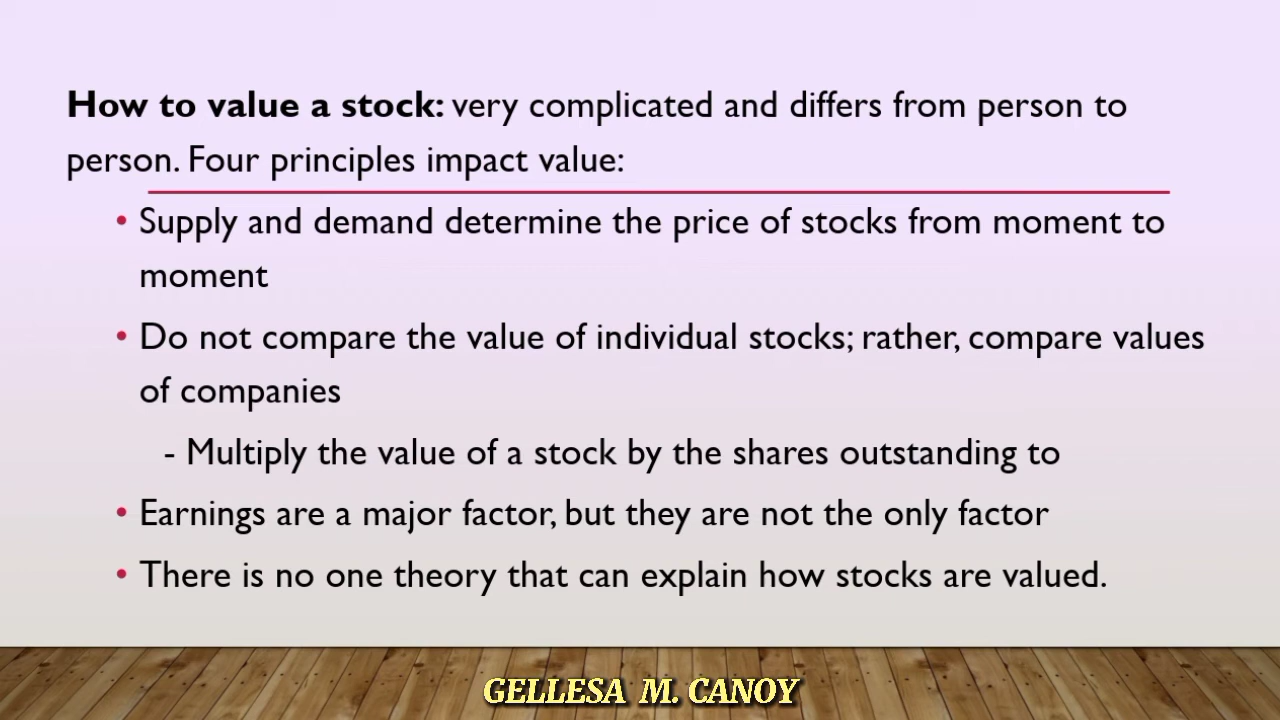 How to value a stock: very complicated and differs from person to
person. Four principles impact value:
• Supply and demand determine the price of stocks from moment to
moment
• Do not compare the value of individual stocks; rather, compare values
of companies
- Multiply the value of a stock by the shares outstanding to
• Earnings are a major factor, but they are not the only factor
• There is no one theory that can explain how stocks are valued.
GELLESA M. CANOY